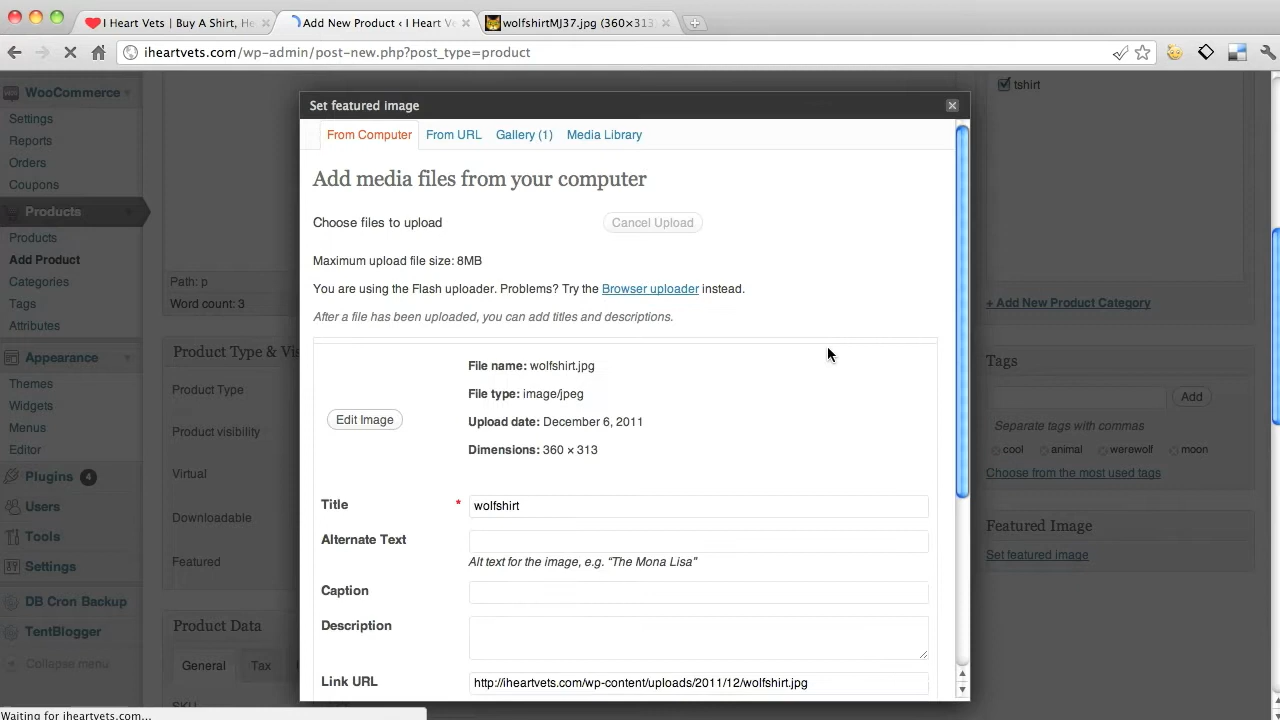 I Heart Vets | Buy A Shirt, He
Add New Product ‹ I Heart Ve
wolfshirtMJ37.jpg (360×313)
iheartvets.com/wp-admin/post-new.php?post_type=product
WooCommerce
Settings
Reports
Orders
Coupons
Products
Products
Add Product
Categories
Tags
Attributes
Appearance
Themes
Widgets
Menus
Editor
Plugins 4
Users
Tools
Settings
DB Cron Backup
TentBlogger
Collapse menu
Path: p
Word count: 3
Product Type & Vis
Product Type
Product visibility
Virtual
Downloadable
Featured
Product Data
General Tax
SKU
Set featured image
From Computer From URL Gallery (1) Media Library
Add media files from your computer
Choose files to upload Cancel Upload
Maximum upload file size: 8MB
You are using the Flash uploader. Problems? Try the Browser uploader instead.
After a file has been uploaded, you can add titles and descriptions.
File name: wolfshirt.jpg
File type: image/jpeg
Edit Image
Upload date: December 6, 2011
Dimensions: 360 × 313
Title * wolfshirt
Alternate Text
Alt text for the image, e.g. “The Mona Lisa”
Caption
Description
Link URL http://iheartvets.com/wp-content/uploads/2011/12/wolfshirt.jpg
tshirt
+ Add New Product Category
Tags
Add
Separate tags with commas
cool animal werewolf moon
Choose from the most used tags
Featured Image
Set featured image
Waiting for iheartvets.com...